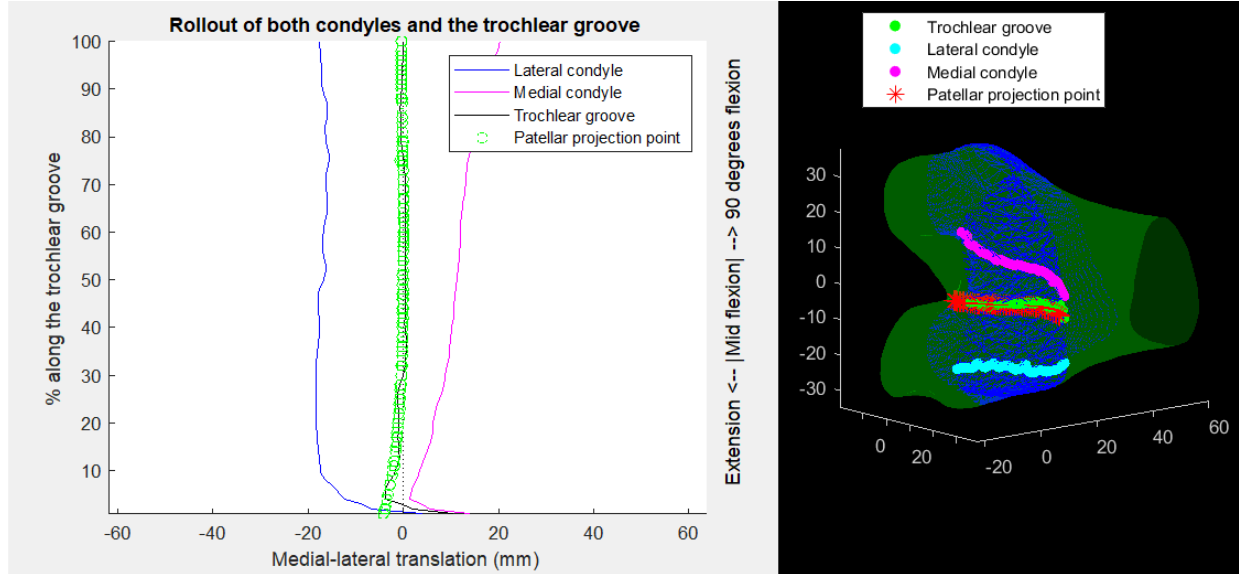 Rollout of both condyles and the trochlear groove
% along the trochlear groove
100
90
80
70
60
50
40
30
20
10
-60
-40
-20
0
20
40
60
Medial-lateral translation (mm)
Lateral condyle
Medial condyle
Trochlear groove
Patellar projection point
Extension <-- |Mid flexion| --> 90 degrees flexion
Trochlear groove
Lateral condyle
Medial condyle
Patellar projection point
30
20
10
0
-10
-20
-30
0
20
-20
0
20
40
60